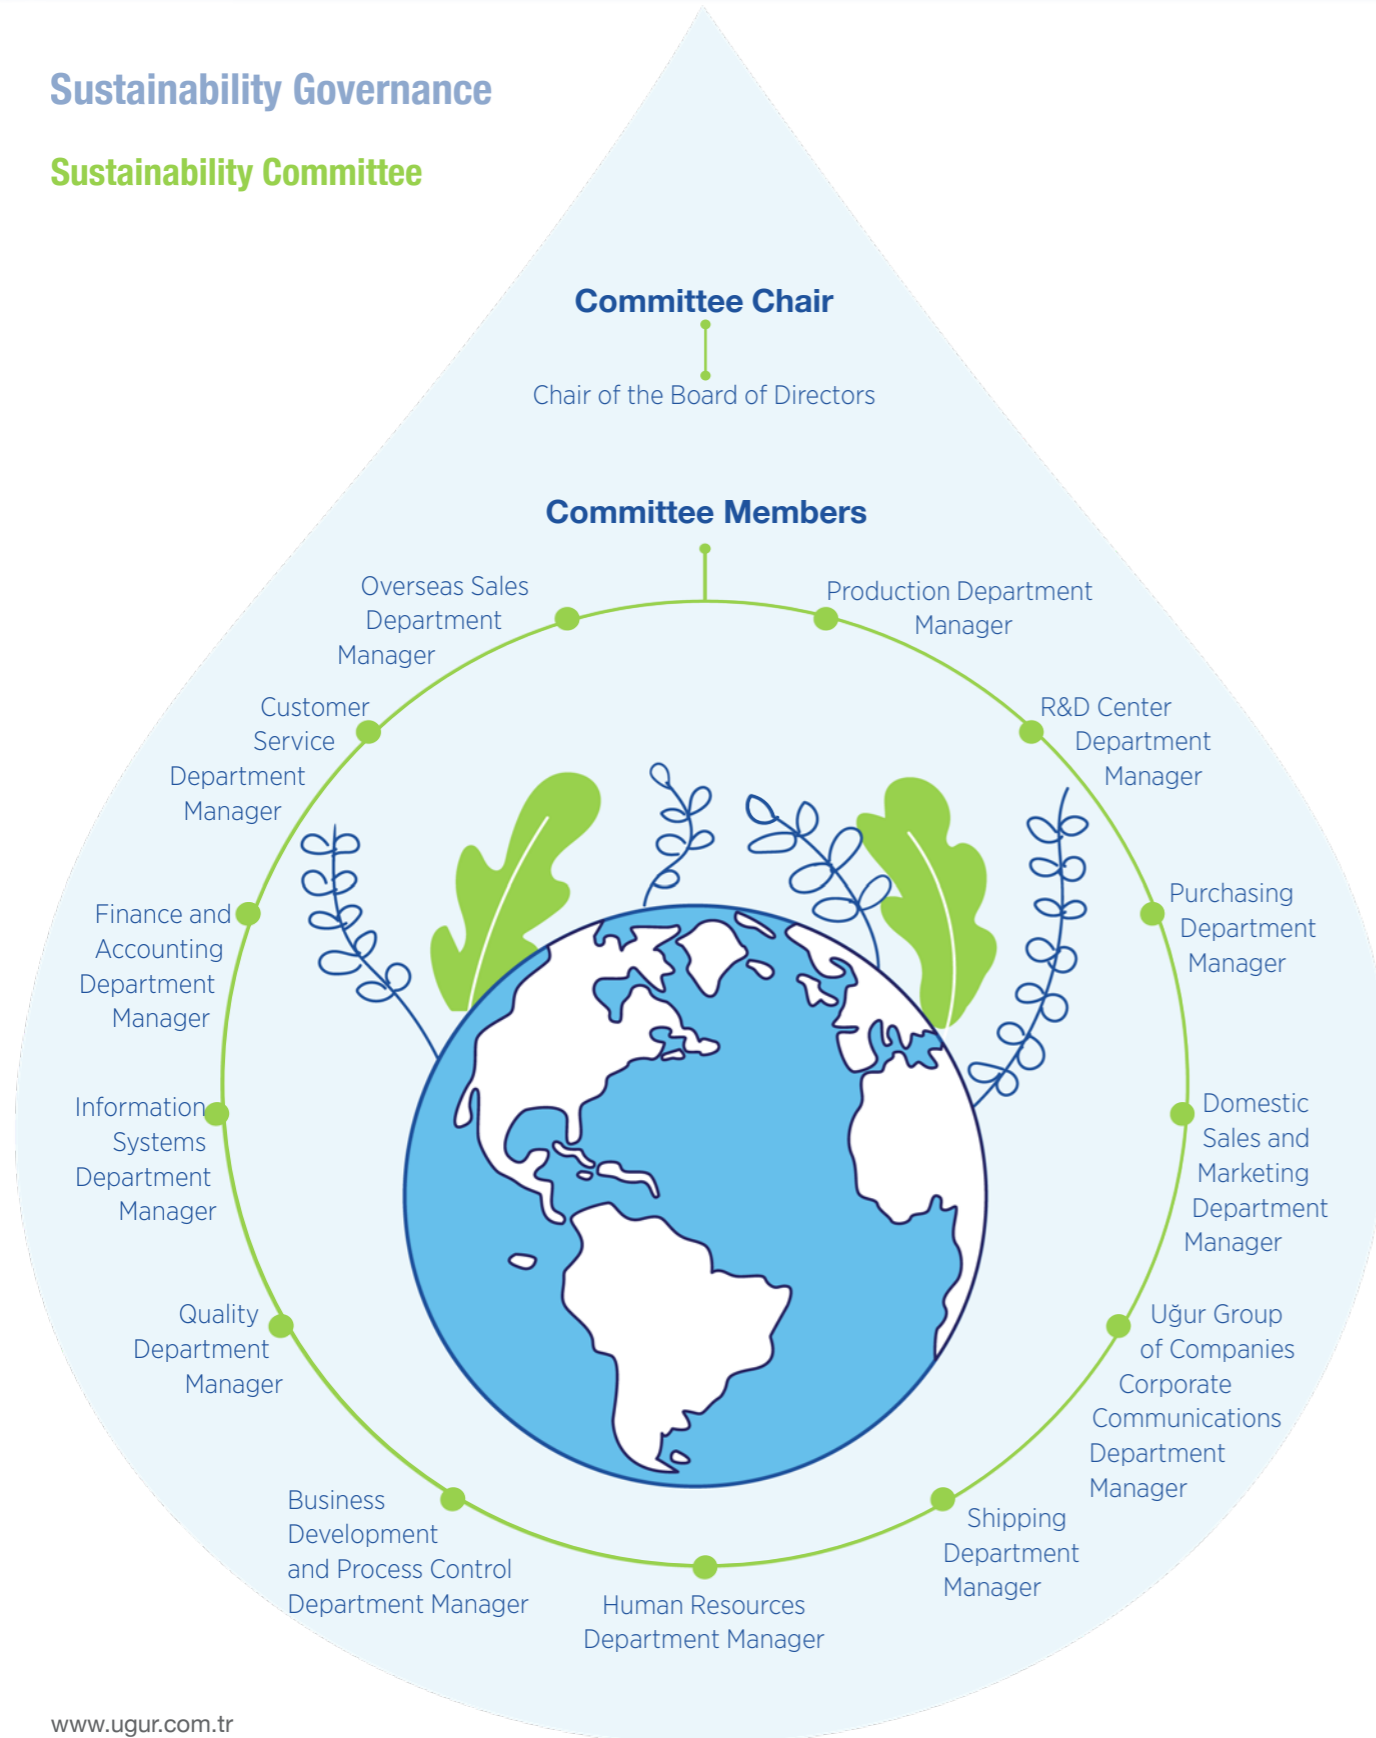 Sustainability Governance
Sustainability Committee
Committee Chair
Chair of the Board of Directors
Committee Members
Overseas Sales
Department
Manager
Production Department
Manager
Customer
Service
Department
Manager
R&D Center
Department
Manager
Finance and
Accounting
Department
Manager
Purchasing
Department
Manager
Information
Systems
Department
Manager
Domestic
Sales and
Marketing
Department
Manager
Quality
Department
Manager
Uğur Group
of Companies
Corporate
Communications
Department
Manager
Business
Development
and Process Control
Department Manager
Shipping
Department
Manager
Human Resources
Department Manager
www.ugur.com.tr